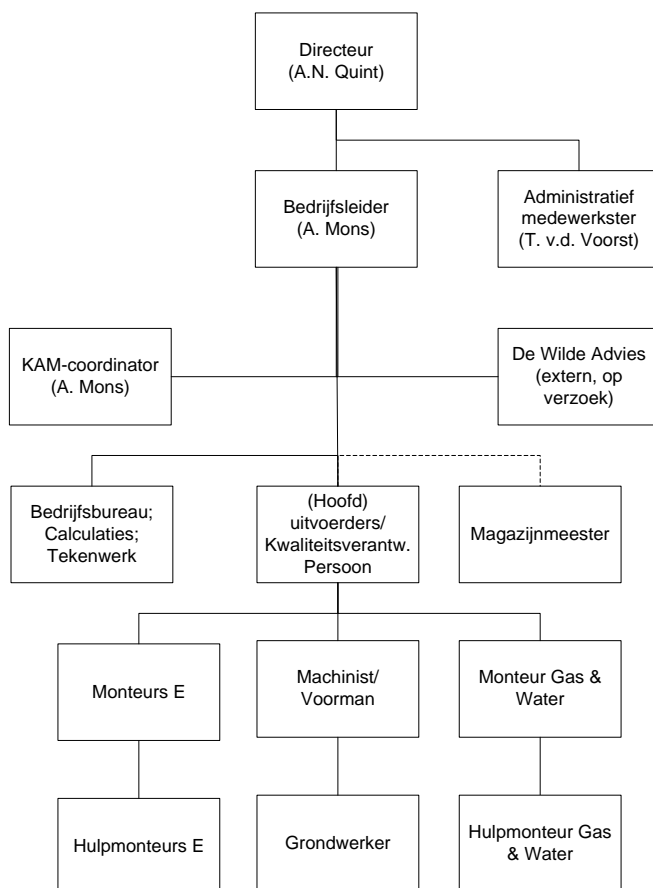 Directeur
(A.N. Quint)
Bedrijfsleider
(A. Mons)
Administratief
medewerkster
(T. v.d. Voorst)
KAM-coordinator
(A. Mons)
De Wilde Advies
(extern, op
verzoek)
Bedrijfsbureau;
Calculaties;
Tekenwerk
(Hoofd)
uitvoerders/
Kwaliteitsverantw.
Persoon
Magazijnmeester
Monteurs E
Machinist/
Voorman
Monteur Gas &
Water
Hulpmonteurs E
Grondwerker
Hulpmonteur Gas
& Water